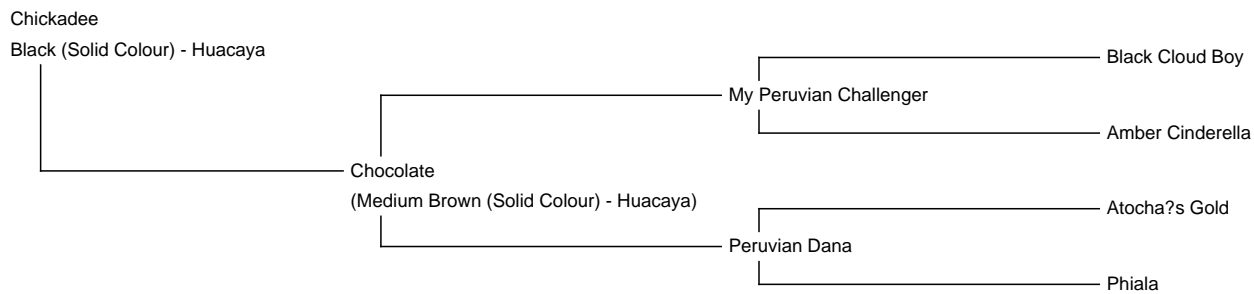 Chickadee
Black (Solid Colour) - Huacaya
Black Cloud Boy
My Peruvian Challenger
Amber Cinderella
Chocolate
(Medium Brown (Solid Colour) - Huacaya)
Atocha?s Gold
Peruvian Dana
Phiala